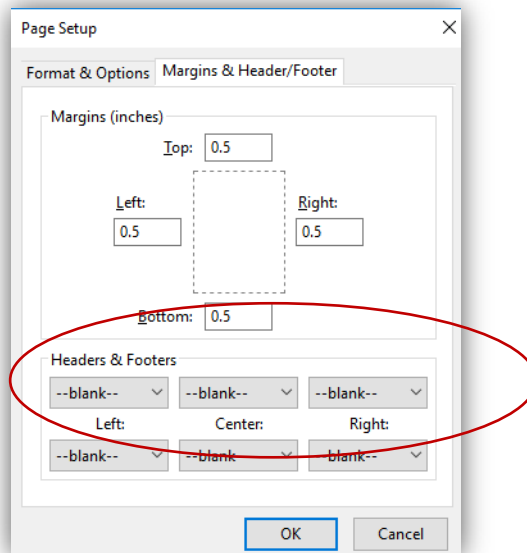 Page Setup
Format & Options Margins & Header/Footer
Margins (inches)
Top: 0.5
Left: Right:
0.5 0.5
Bottom: 0.5
Headers & Footers
--blank-- --blank-- --blank--
Left: Center: Right:
--blank-- --blank-- --blank--
OK Cancel